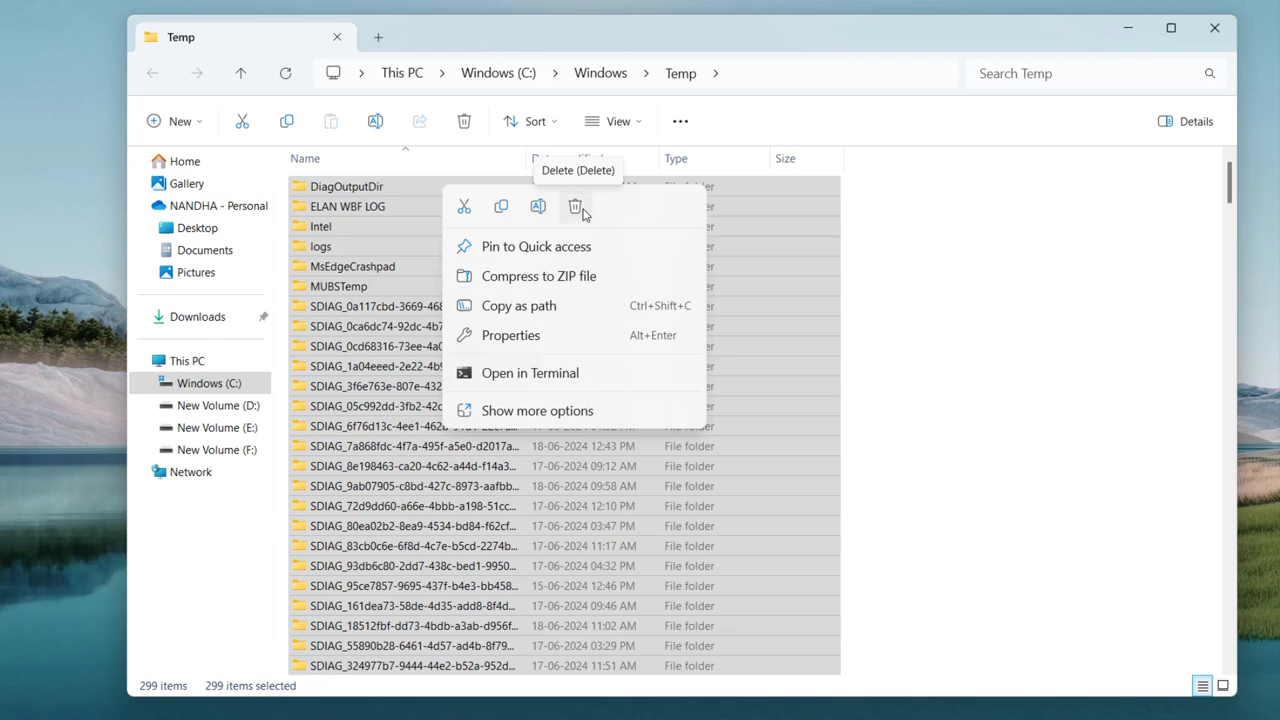 Temp
This PC > Windows (C:) > Windows > Temp >
Search Temp
New
Sort
View
Details
Home
Gallery
NANDHA - Personal
Desktop
Documents
Pictures
Downloads
This PC
Windows (C:)
New Volume (D:)
New Volume (E:)
New Volume (F:)
Network
Name
Type
Size
Delete (Delete)
DiagOutputDir
ELAN WBF LOG
Intel
logs
MsEdgeCrashpad
MUBSTemp
SDIAG_0a117cbd-3669-468
SDIAG_0ca6dc74-92dc-4b7
SDIAG_0cd68316-73ee-4a0
SDIAG_1a04eeed-2e22-4b9
SDIAG_3f6e763e-807e-432
SDIAG_05c992dd-3fb2-42c
Pin to Quick access
Compress to ZIP file
Copy as path Ctrl+Shift+C
Properties Alt+Enter
Open in Terminal
Show more options
SDIAG_7a868fdc-4f7a-495f-a5e0-d2017a... 18-06-2024 12:43 PM File folder
SDIAG_8e198463-ca20-4c62-a44d-f14a3... 17-06-2024 09:12 AM File folder
SDIAG_9ab07905-c8bd-427c-8973-aafbb... 18-06-2024 09:58 AM File folder
SDIAG_72d9dd60-a66e-4bbb-a198-51cc... 17-06-2024 12:10 PM File folder
SDIAG_80ea02b2-8ea9-4534-bd84-f62cf... 17-06-2024 03:47 PM File folder
SDIAG_83cb0c6e-6f8d-4c7e-b5cd-2274b... 17-06-2024 11:17 AM File folder
SDIAG_93db6c80-2dd7-438c-bed1-9950... 17-06-2024 04:32 PM File folder
SDIAG_95ce7857-9695-437f-b4e3-bb458... 15-06-2024 12:46 PM File folder
SDIAG_161dea73-58de-4d35-add8-8f4d... 17-06-2024 09:46 AM File folder
SDIAG_18512fbf-dd73-4bdb-a3ab-d956f... 18-06-2024 11:02 AM File folder
SDIAG_55890b28-6461-4d57-ad4b-8f79... 17-06-2024 03:29 PM File folder
SDIAG_324977b7-9444-44e2-b52a-952d... 17-06-2024 11:51 AM File folder
299 items 299 items selected